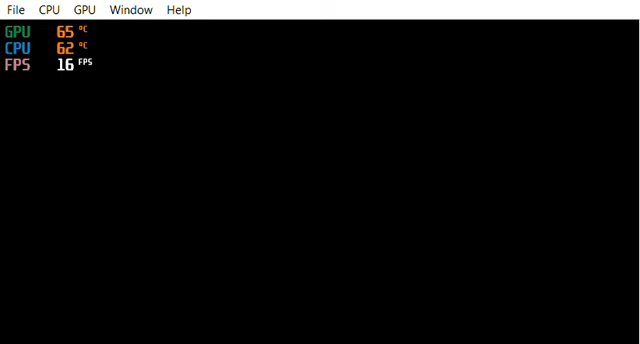 File CPU GPU Window Help
GPU 65 °C
CPU 62 °C
FPS 16 FPS